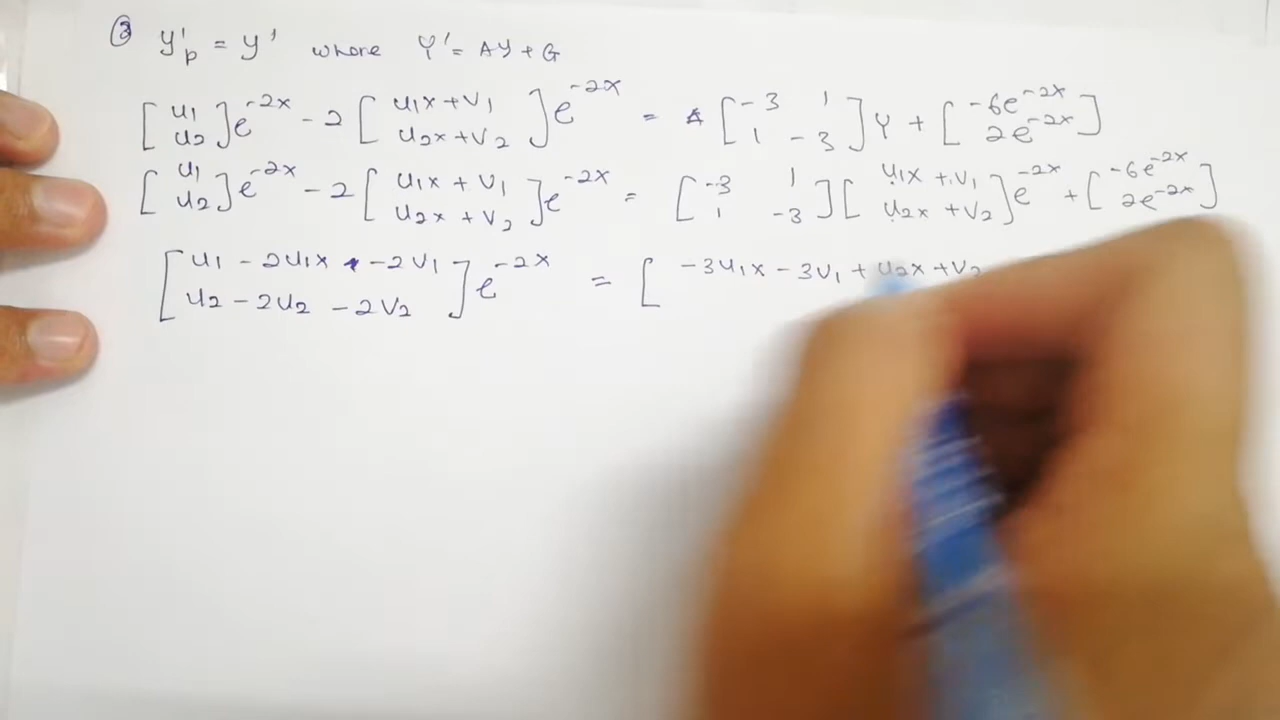 ③ y'p = y' where Y' = AY + G
[u1 u2]e^-2x - 2[u1x + v1 u2x + v2]e^-2x = [-3 1 1 -3]Y + [-6e^-2x 2e^-2x]
[u1 u2]e^-2x - 2[u1x + v1 u2x + v2]e^-2x = [-3 1 1 -3][u1x + v1 u2x + v2]e^-2x + [-6e^-2x 2e^-2x]
[u1 - 2u1x - 2v1 u2 - 2u2 - 2v2]e^-2x = [-3u1x - 3v1 + u2x + v2